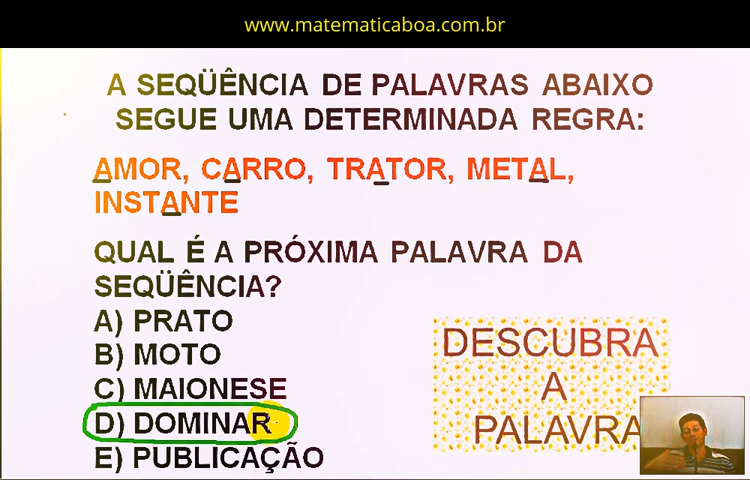 www.matematicaboa.com.br
A SEQÜÊNCIA DE PALAVRAS ABAIXO
SEGUE UMA DETERMINADA REGRA:
AMOR, CARRO, TRATOR, METAL,
INSTANTE
QUAL É A PRÓXIMA PALAVRA DA
SEQÜÊNCIA?
A) PRATO
B) MOTO
C) MAIONESE
D) DOMINAR
E) PUBLICAÇÃO
DESCUBRA
A
PALAVRA